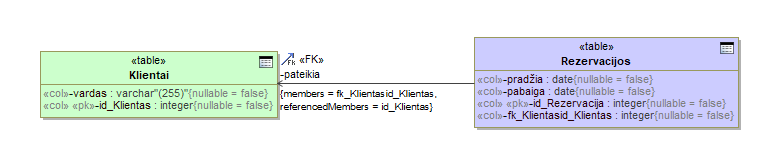 «table»
Klientai
«col»-vardas : varchar"(255)"{nullable = false}
«col» «pk»-id_Klientas : integer{nullable = false}
Fk «FK»
-pateikia
{members = fk_Klientasid_Klientas,
referencedMembers = id_Klientas}
«table»
Rezervacijos
«col»-pradžia : date{nullable = false}
«col»-pabaiga : date{nullable = false}
«col» «pk»-id_Rezervacija : integer{nullable = false}
«col»-fk_Klientasid_Klientas : integer{nullable = false}